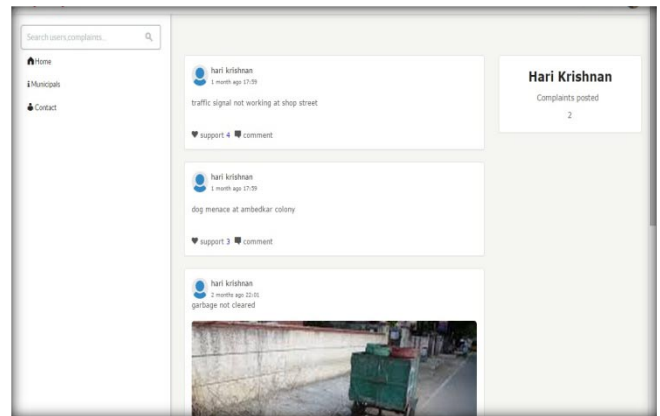 Search users,complaires...
Home
Municipals
Contact
hari krishnan
1 month ago 17:59
traffic signal not working at shop street
support 4 comment
hari krishnan
1 month ago 17:59
dog menace at ambedkar colony
support 3 comment
hari krishnan
2 months ago 22:01
garbage not cleared
Hari Krishnan
Complaints posted
2